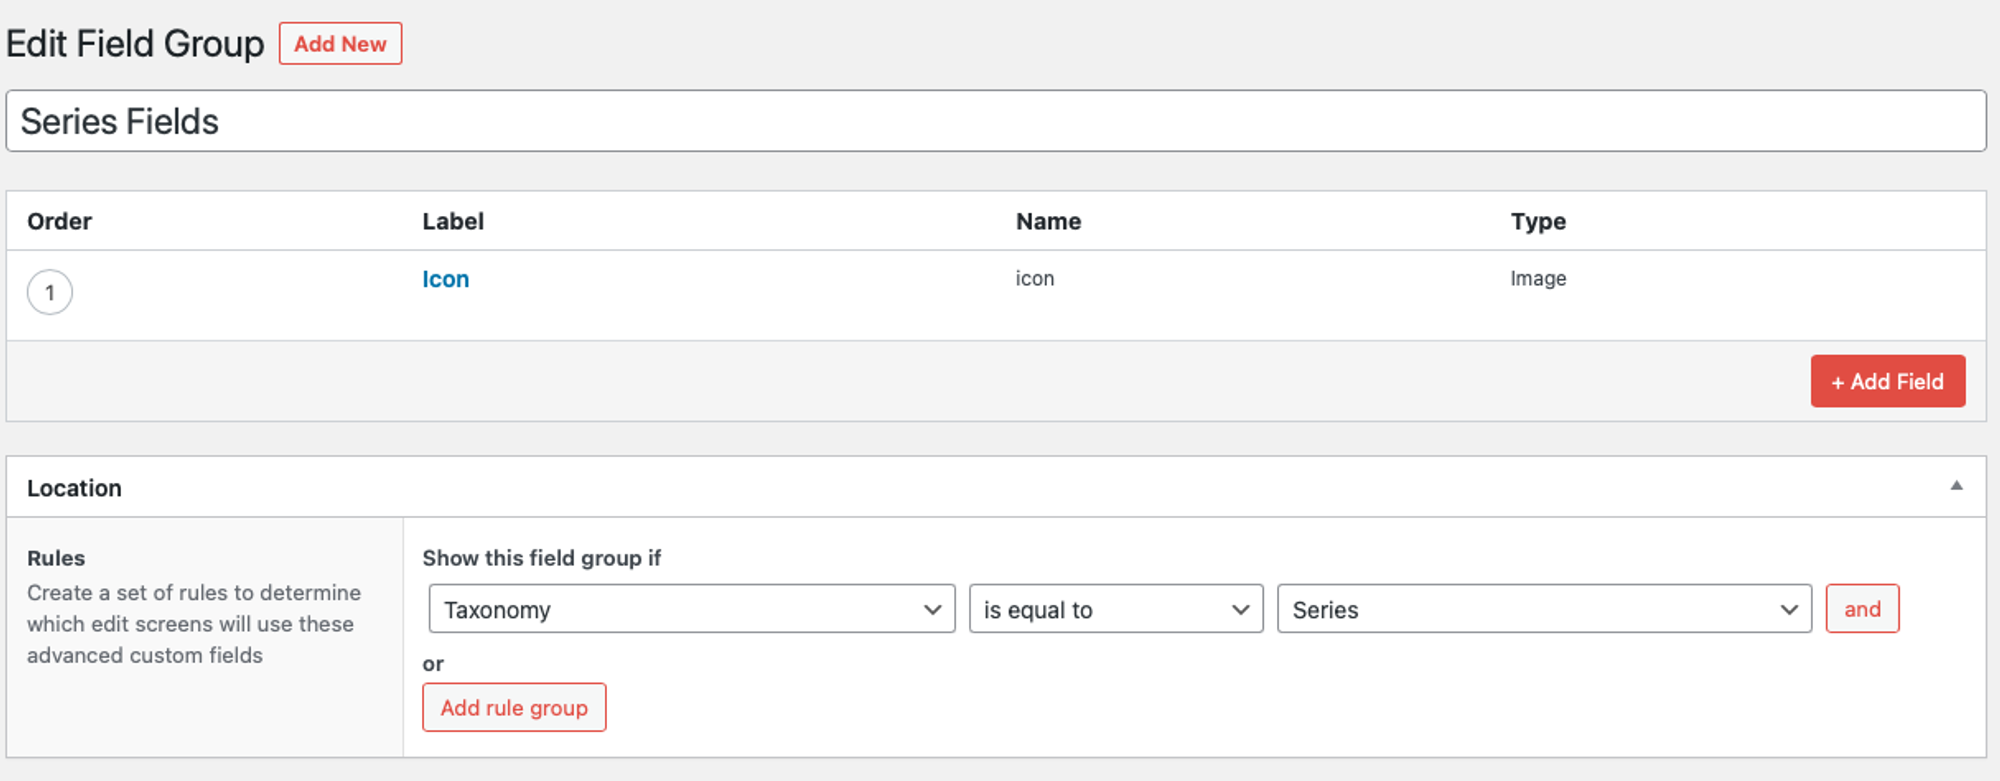 Edit Field Group Add New
Series Fields
Order Label Name Type
1 Icon icon Image
+ Add Field
Location
Rules
Create a set of rules to determine
which edit screens will use these
advanced custom fields
Show this field group if
Taxonomy is equal to Series and
or
Add rule group